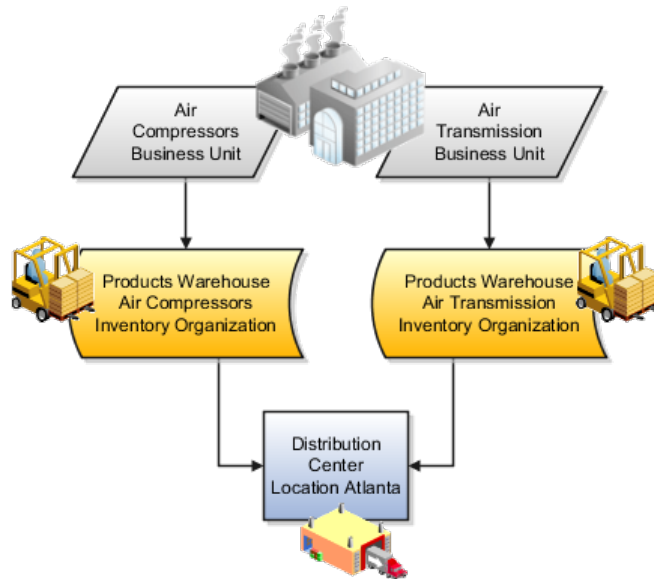 Air
Compressors
Business Unit
Air
Transmission
Business Unit
Products Warehouse
Air Compressors
Inventory Organization
Products Warehouse
Air Transmission
Inventory Organization
Distribution
Center
Location Atlanta